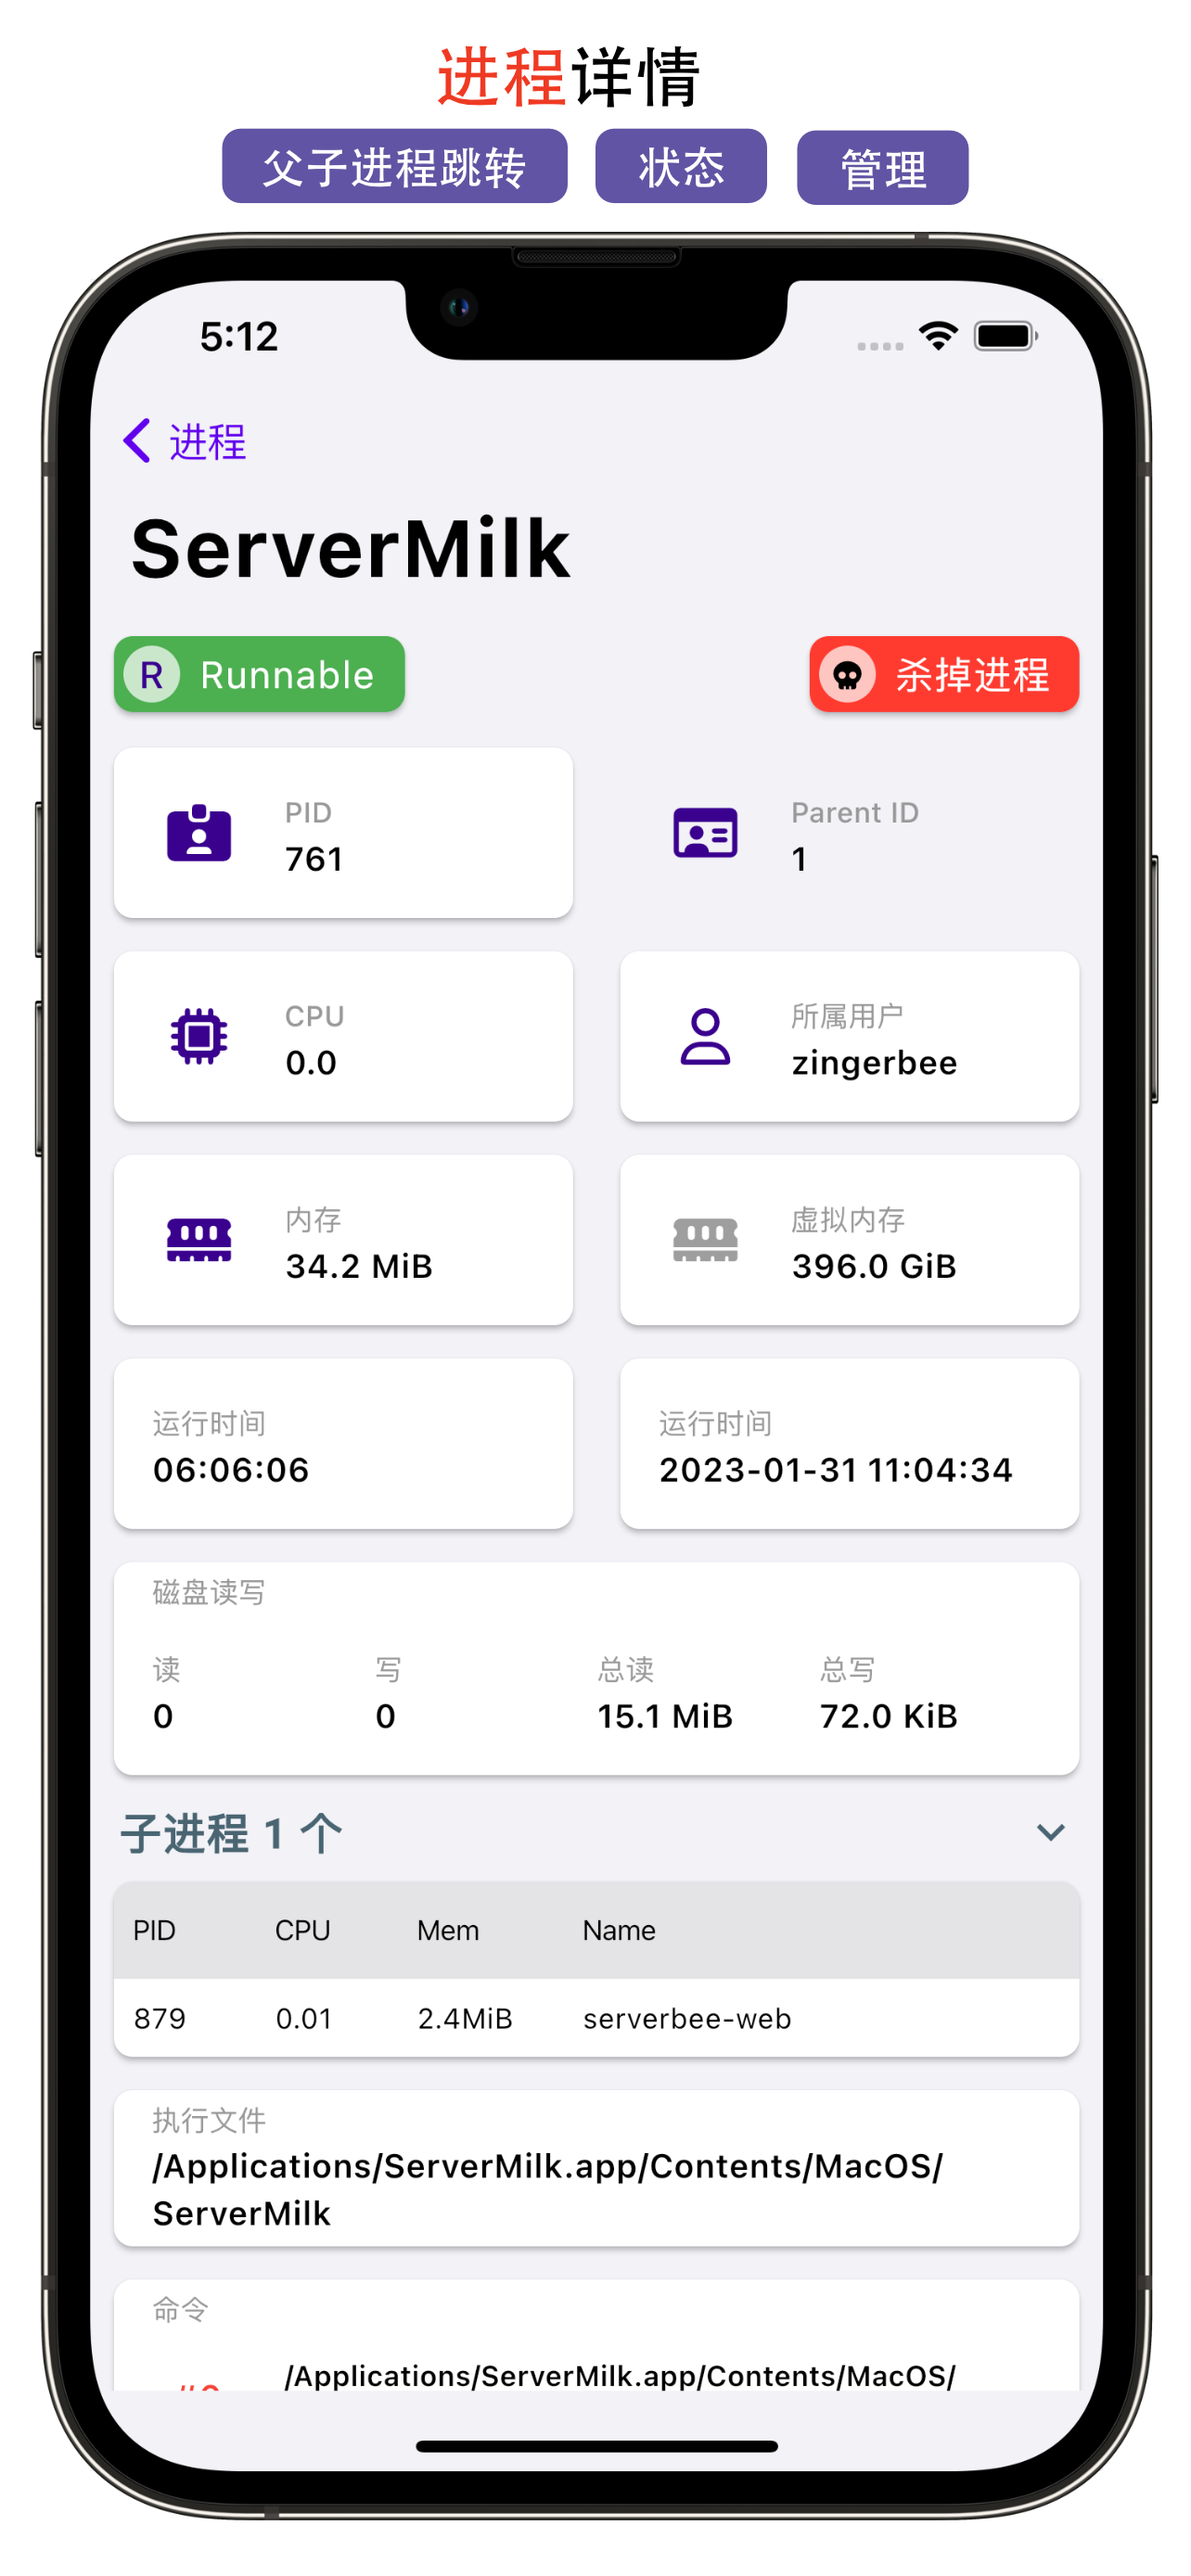 进程详情
父子进程跳转 状态 管理
5:12
进程
ServerMilk
R Runnable 杀掉进程
PID Parent ID
761 1
CPU 所属用户
0.0 zingerbee
内存 虚拟内存
34.2 MiB 396.0 GiB
运行时间 运行时间
06:06:06 2023-01-31 11:04:34
磁盘读写
读 写 总读 总写
0 0 15.1 MiB 72.0 KiB
子进程 1 个
PID CPU Mem Name
879 0.01 2.4MiB serverbee-web
执行文件
/Applications/ServerMilk.app/Contents/MacOS/
ServerMilk
命令
/Applications/ServerMilk.app/Contents/MacOS/